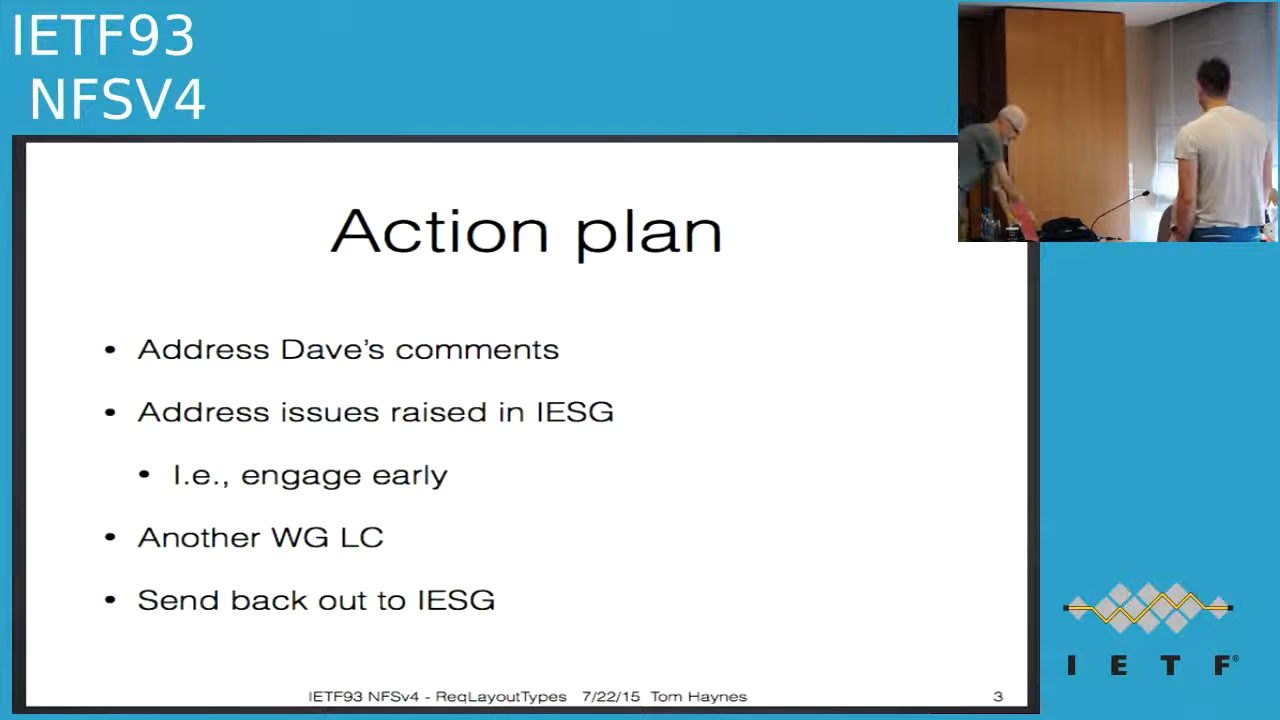 IETF93
NFSV4
Action plan
• Address Dave's comments
• Address issues raised in IESG
• I.e., engage early
• Another WG LC
• Send back out to IESG
IETF93 NFSv4 - ReqLayoutTypes 7/22/15 Tom Haynes 3
I E T F®